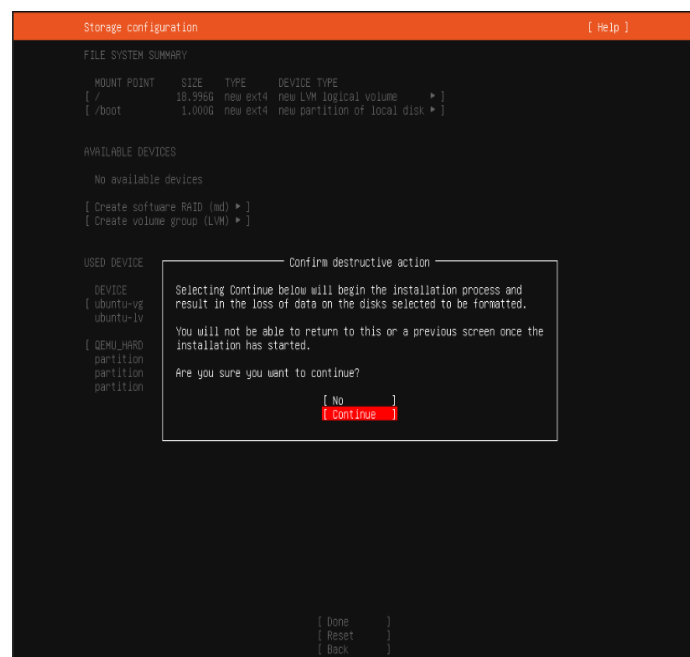 Storage configuration [ Help ]
FILE SYSTEM SUMMARY
MOUNT POINT SIZE TYPE DEVICE TYPE
[ / 18.996G new ext4 new LVM logical volume ▸ ]
[ /boot 1.000G new ext4 new partition of local disk ▸ ]
AVAILABLE DEVICES
No available devices
[ Create software RAID (md) ▸ ]
[ Create volume group (LVM) ▸ ]
USED DEVICE
Confirm destructive action
DEVICE
[ ubuntu-vg
ubuntu-lv
[ QEMU_HARD
partition
partition
partition
Selecting Continue below will begin the installation process and
result in the loss of data on the disks selected to be formatted.
You will not be able to return to this or a previous screen once the
installation has started.
Are you sure you want to continue?
[ No ]
[ Continue ]
[ Done ]
[ Reset ]
[ Back ]